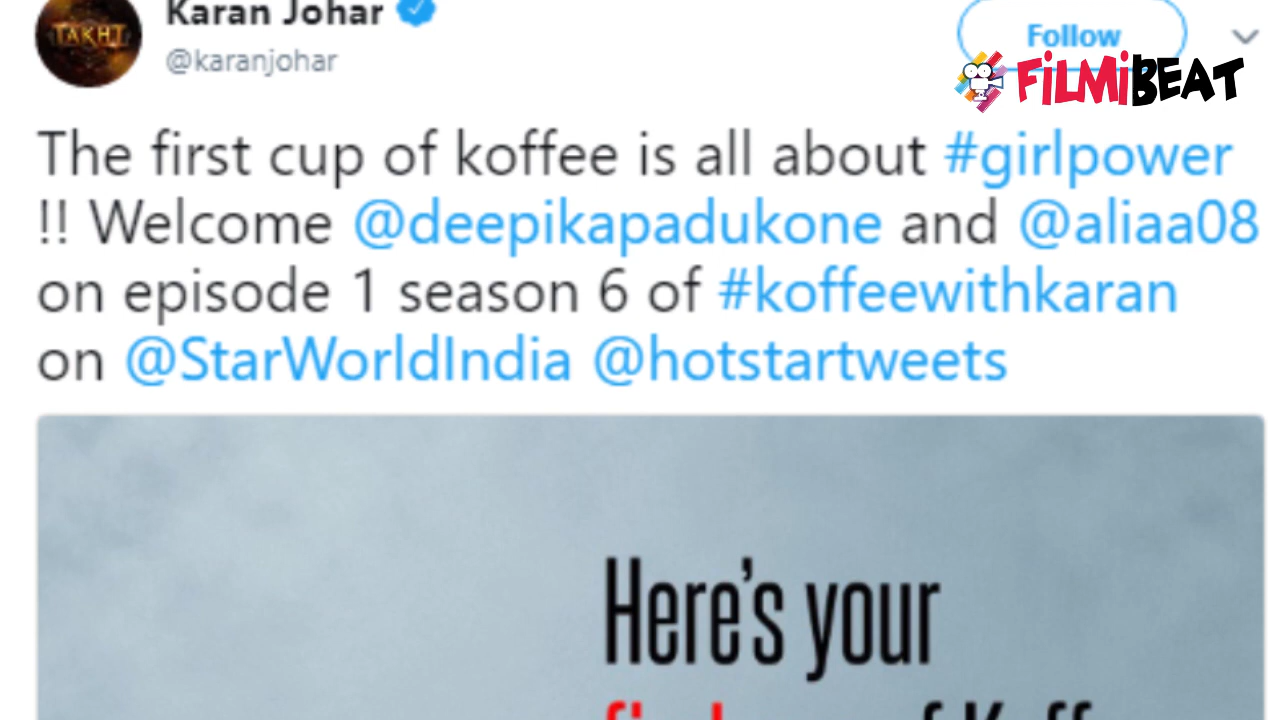 Karan Johar
TAKHT
@karanjohar
Follow
FILMiBEAT
The first cup of koffee is all about #girlpower
!! Welcome @deepikapadukone and @aliaa08
on episode 1 season 6 of #koffeewithkaran
on @StarWorldIndia @hotstartweets
Here's your